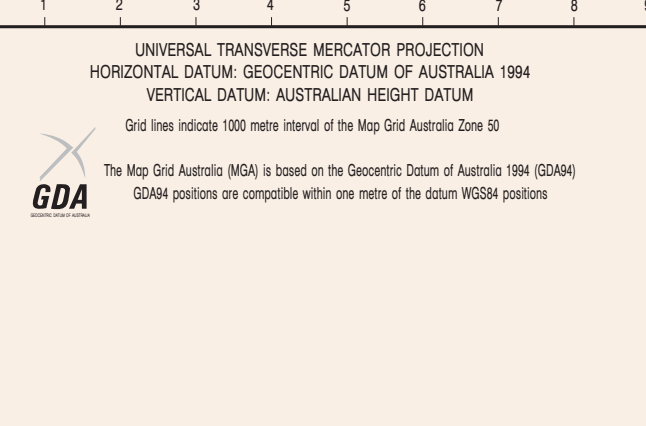 1 2 3 4 5 6 7 8 9
UNIVERSAL TRANSVERSE MERCATOR PROJECTION
HORIZONTAL DATUM: GEOCENTRIC DATUM OF AUSTRALIA 1994
VERTICAL DATUM: AUSTRALIAN HEIGHT DATUM
Grid lines indicate 1000 metre interval of the Map Grid Australia Zone 50
The Map Grid Australia (MGA) is based on the Geocentric Datum of Australia 1994 (GDA94)
GDA94 positions are compatible within one metre of the datum WGS84 positions
GDA
GEOCENTRIC DATUM OF AUSTRALIA